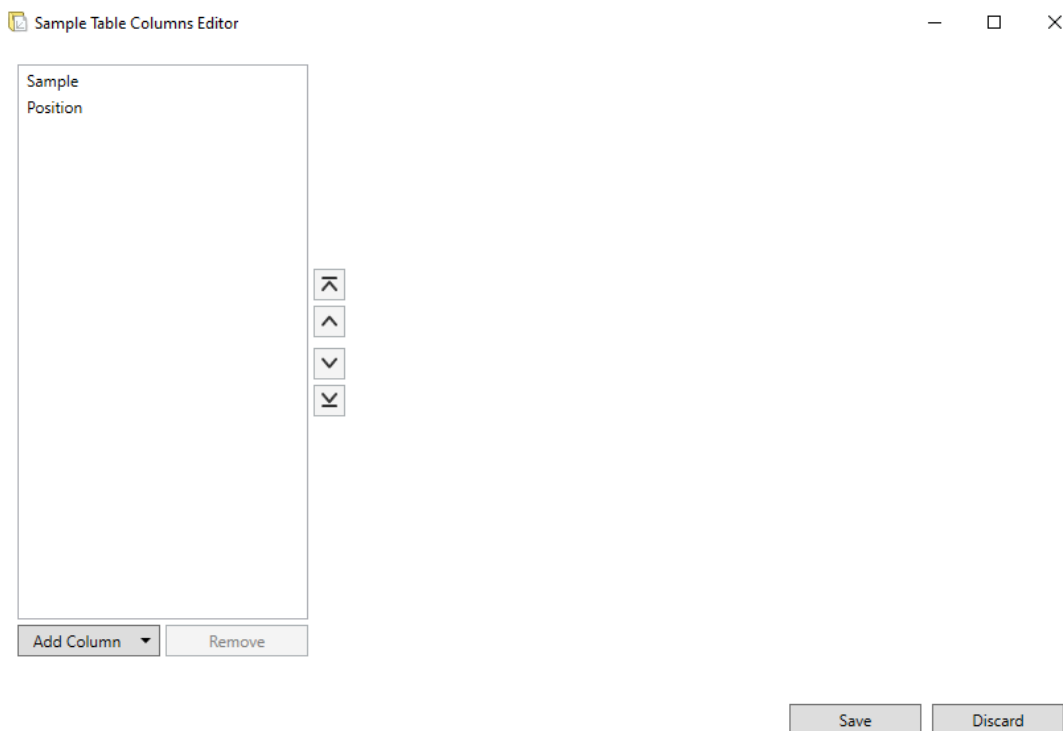 Sample Table Columns Editor
Sample
Position
Add Column
Remove
Save
Discard